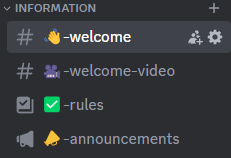 INFORMATION
👋-welcome
🎥-welcome-video
✅-rules
📣-announcements